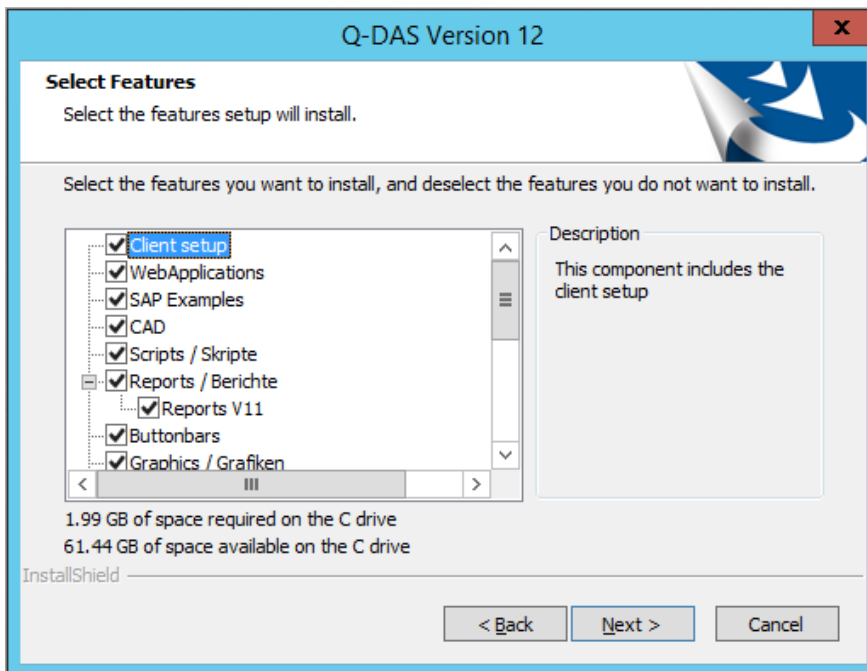 Q-DAS Version 12
x
Select Features
Select the features setup will install.
Select the features you want to install, and deselect the features you do not want to install.
Client setup
WebApplications
SAP Examples
CAD
Scripts / Skripte
Reports / Berichte
Reports V11
Buttonbars
Graphics / Grafiken
Description
This component includes the
client setup
1.99 GB of space required on the C drive
61.44 GB of space available on the C drive
InstallShield
< Back
Next >
Cancel